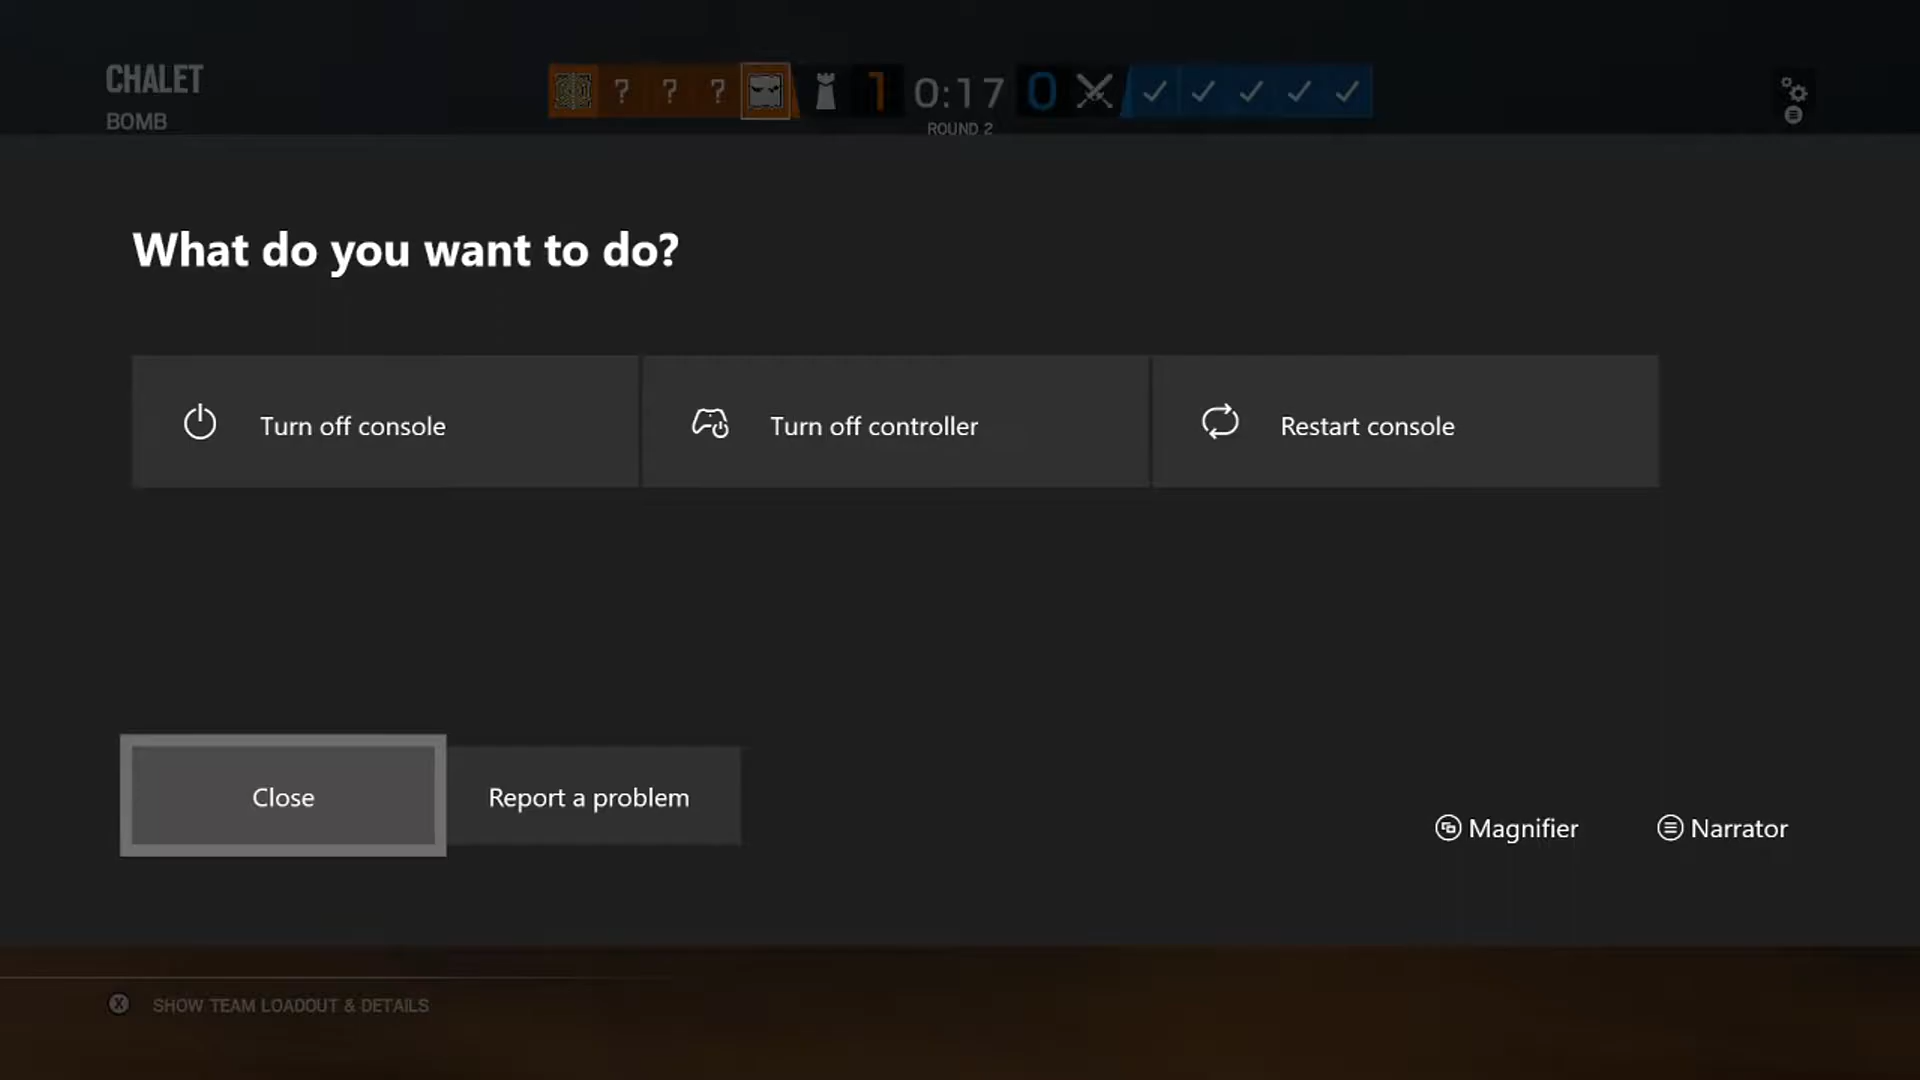 CHALET
BOMB
? ? ? 1 0:17 0
ROUND 2
What do you want to do?
Turn off console
Turn off controller
Restart console
Close
Report a problem
Magnifier
Narrator
X SHOW TEAM LOADOUT & DETAILS